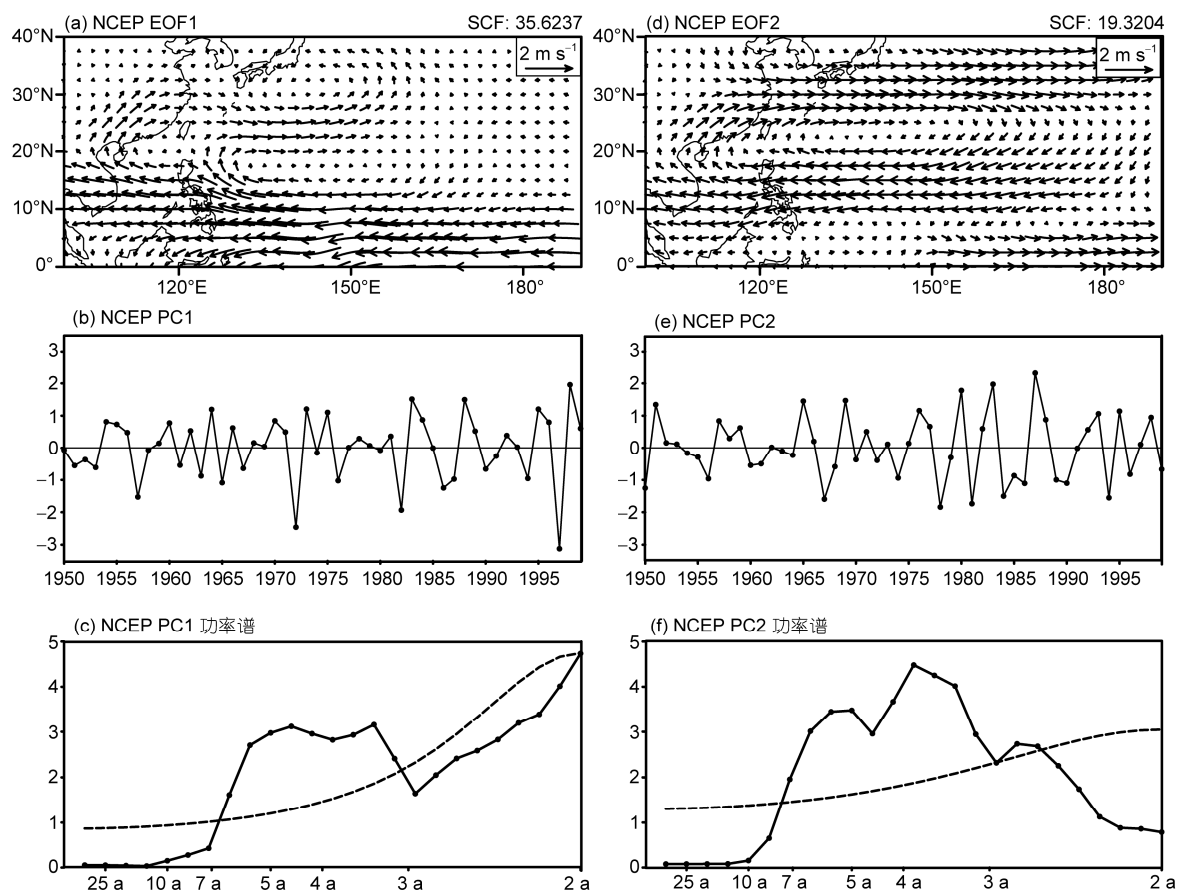 (a) NCEP EOF1 SCF: 35.6237
40°N
30°N
20°N
10°N
0°
2 m s⁻¹
120°E 150°E 180°
(d) NCEP EOF2 SCF: 19.3204
40°N
30°N
20°N
10°N
0°
2 m s⁻¹
120°E 150°E 180°
(b) NCEP PC1
3
2
1
0
−1
−2
−3
1950 1955 1960 1965 1970 1975 1980 1985 1990 1995
(e) NCEP PC2
3
2
1
0
−1
−2
−3
1950 1955 1960 1965 1970 1975 1980 1985 1990 1995
(c) NCEP PC1 功率谱
5
4
3
2
1
0
25 a 10 a 7 a 5 a 4 a 3 a 2 a
(f) NCEP PC2 功率谱
5
4
3
2
1
0
25 a 10 a 7 a 5 a 4 a 3 a 2 a